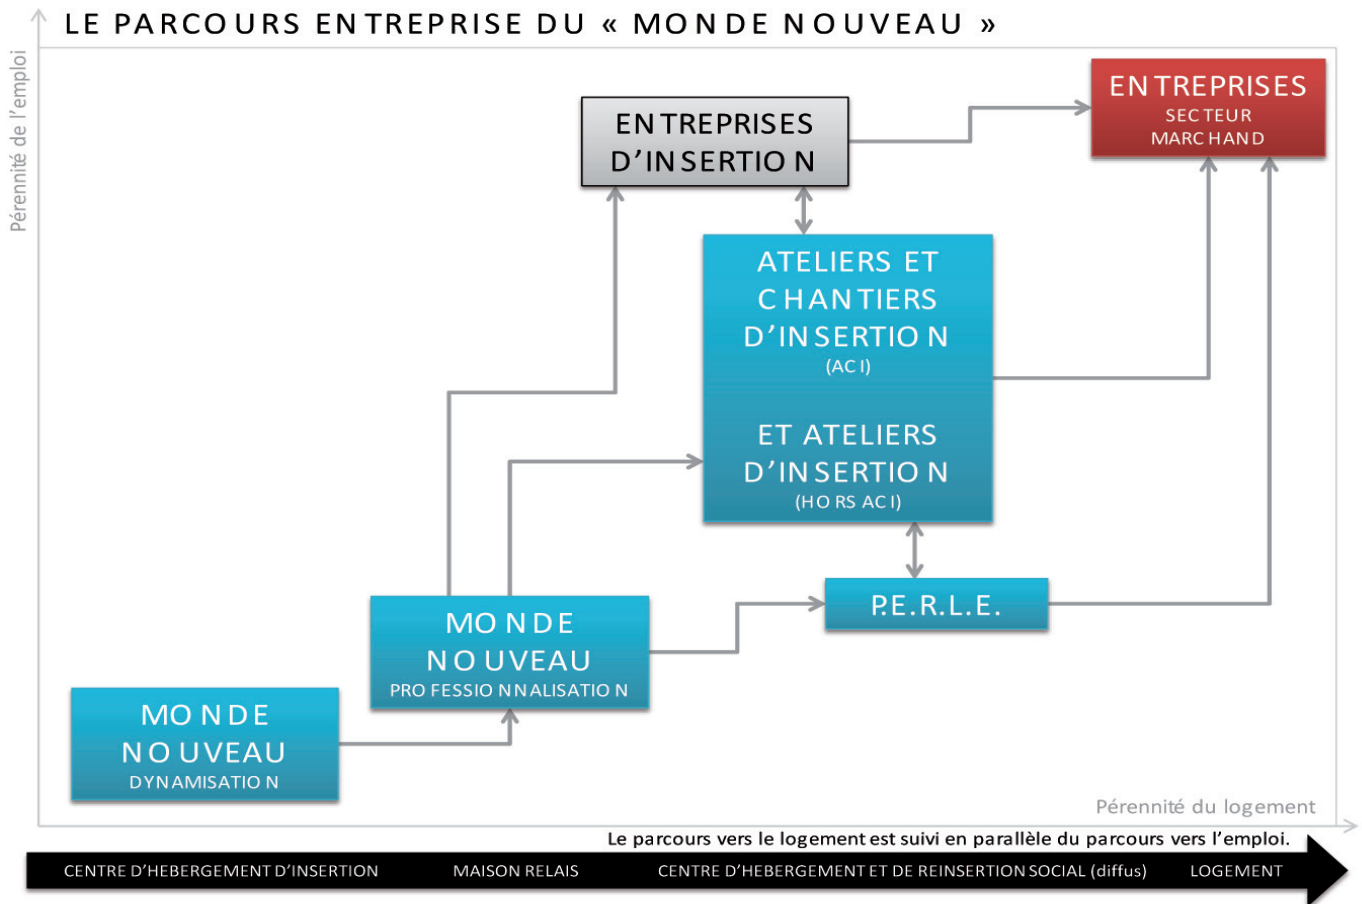 LE PARCOURS ENTREPRISE DU « MONDE NOUVEAU »
Pérennité de l'emploi
ENTREPRISES
SECTEUR
MARCHAND
ENTREPRISES
D'INSERTION
ATELIERS ET
CHANTIERS
D'INSERTION
(ACI)
ET ATELIERS
D'INSERTION
(HORS ACI)
P.E.R.L.E.
MONDE
NOUVEAU
PROFESSIONNALISATION
MONDE
NOUVEAU
DYNAMISATION
Pérennité du logement
Le parcours vers le logement est suivi en parallèle du parcours vers l'emploi.
CENTRE D'HEBERGEMENT D'INSERTION MAISON RELAIS CENTRE D'HEBERGEMENT ET DE REINSERTION SOCIAL (diffus) LOGEMENT